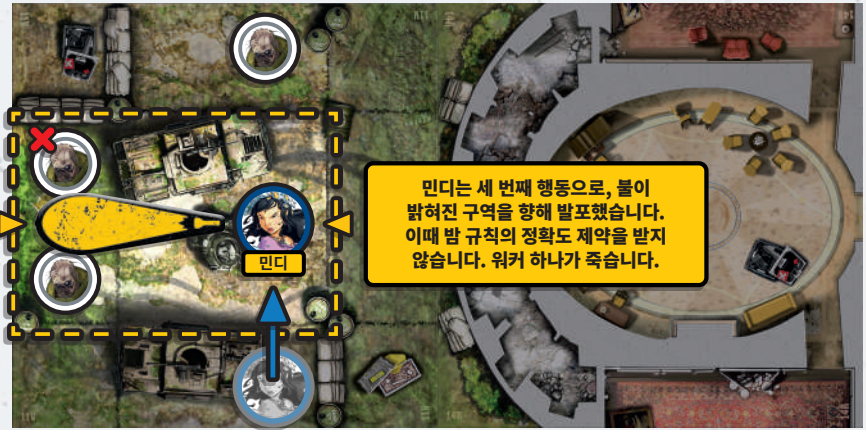 민디는 세 번째 행동으로, 불이
밝혀진 구역을 향해 발포했습니다.
이때 밤 규칙의 정확도 제약을 받지
않습니다. 워커 하나가 죽습니다.
민디